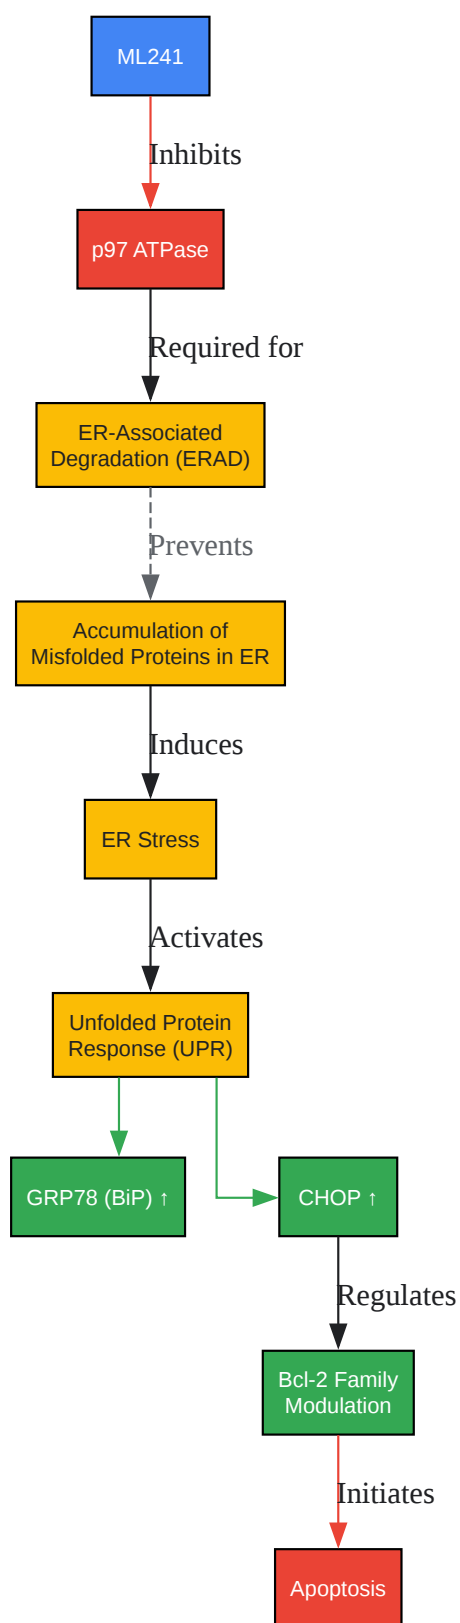 ML241
Inhibits
p97 ATPase
Required for
ER-Associated
Degradation (ERAD)
Prevents
Accumulation of
Misfolded Proteins in ER
Induces
ER Stress
Activates
Unfolded Protein
Response (UPR)
GRP78 (BiP) ↑
CHOP ↑
Regulates
Bcl-2 Family
Modulation
Initiates
Apoptosis